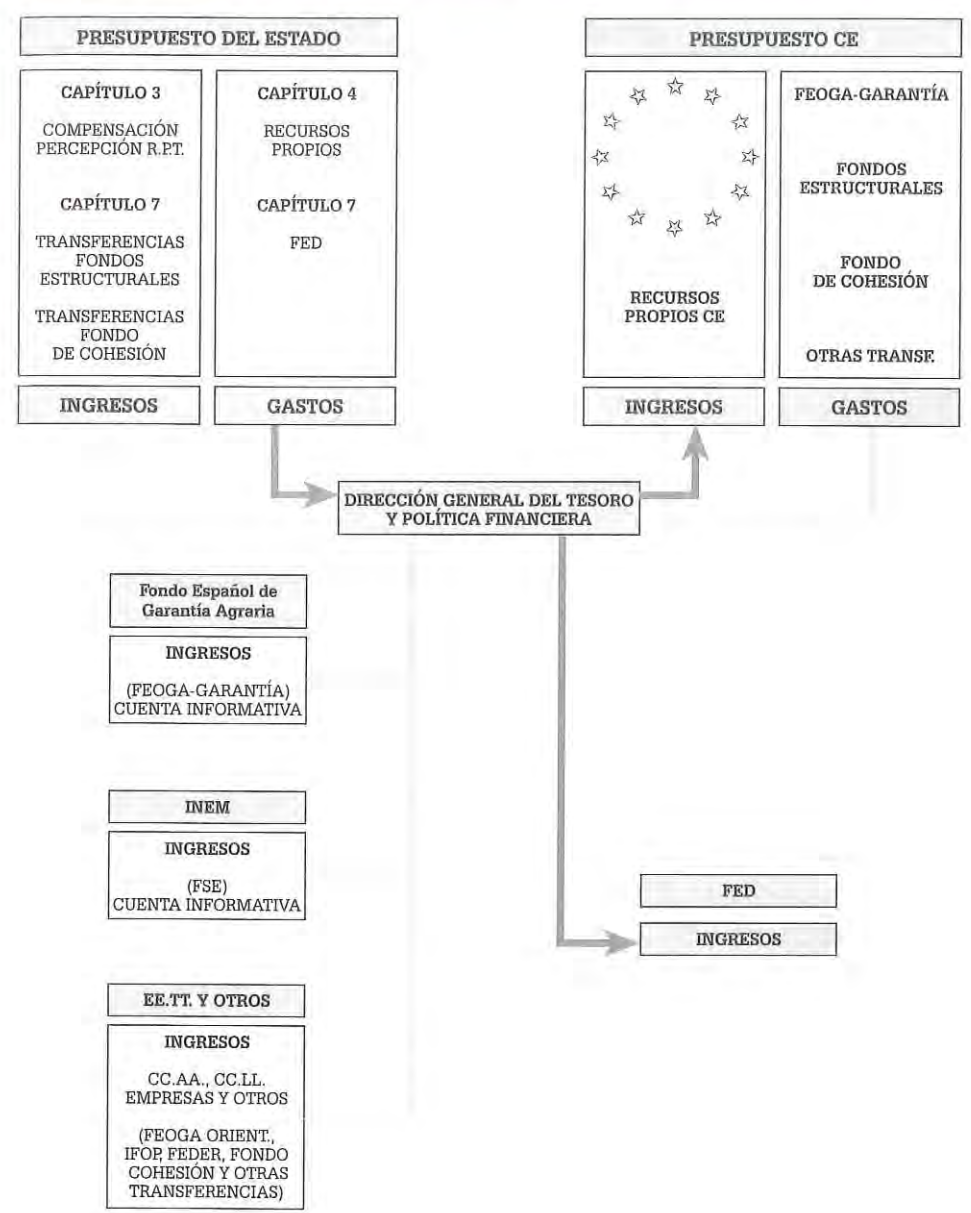 PRESUPUESTO DEL ESTADO
CAPÍTULO 3
COMPENSACIÓN
PERCEPCIÓN R.P.T.
CAPÍTULO 7
TRANSFERENCIAS
FONDOS
ESTRUCTURALES
TRANSFERENCIAS
FONDO
DE COHESIÓN
INGRESOS
CAPÍTULO 4
RECURSOS
PROPIOS
CAPÍTULO 7
FED
GASTOS
PRESUPUESTO CE
RECURSOS
PROPIOS CE
INGRESOS
FEOGA-GARANTÍA
FONDOS
ESTRUCTURALES
FONDO
DE COHESIÓN
OTRAS TRANSF.
GASTOS
DIRECCIÓN GENERAL DEL TESORO
Y POLÍTICA FINANCIERA
Fondo Español de
Garantía Agraria
INGRESOS
(FEOGA-GARANTÍA)
CUENTA INFORMATIVA
INEM
INGRESOS
(FSE)
CUENTA INFORMATIVA
FED
INGRESOS
EE.TT. Y OTROS
INGRESOS
CC.AA., CC.LL.
EMPRESAS Y OTROS
(FEOGA ORIENT.,
IFOP, FEDER, FONDO
COHESIÓN Y OTRAS
TRANSFERENCIAS)